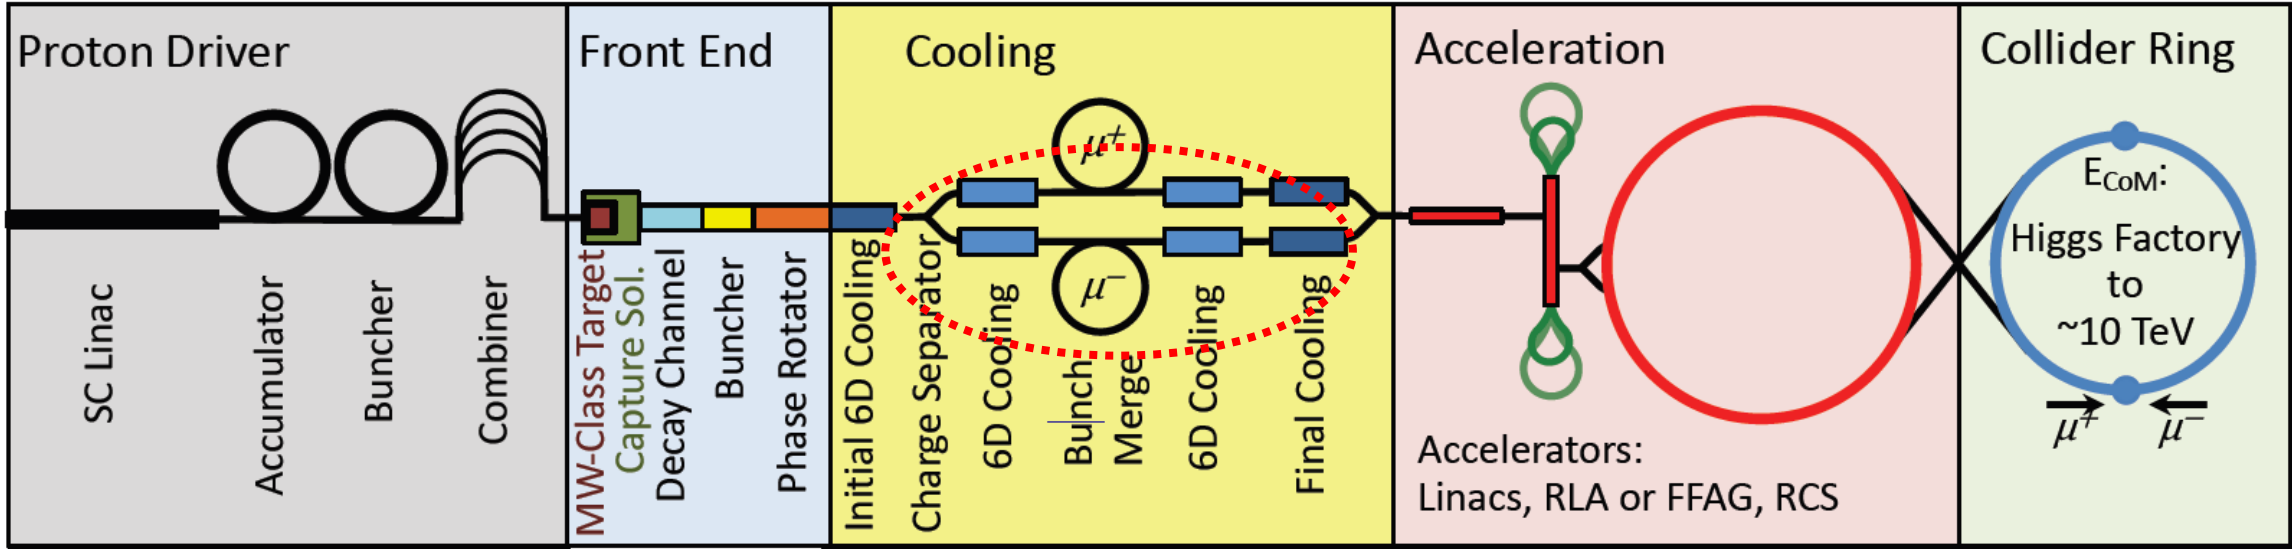 Proton Driver
SC Linac
Accumulator
Buncher
Combiner
Front End
MW-Class Target
Capture Sol.
Decay Channel
Buncher
Phase Rotator
Cooling
μ+
μ−
Initial 6D Cooling
Charge Separator
6D Cooling
Bunch
Merge
6D Cooling
Final Cooling
Acceleration
Accelerators:
Linacs, RLA or FFAG, RCS
Collider Ring
ECoM:
Higgs Factory
to
~10 TeV
μ+ μ−